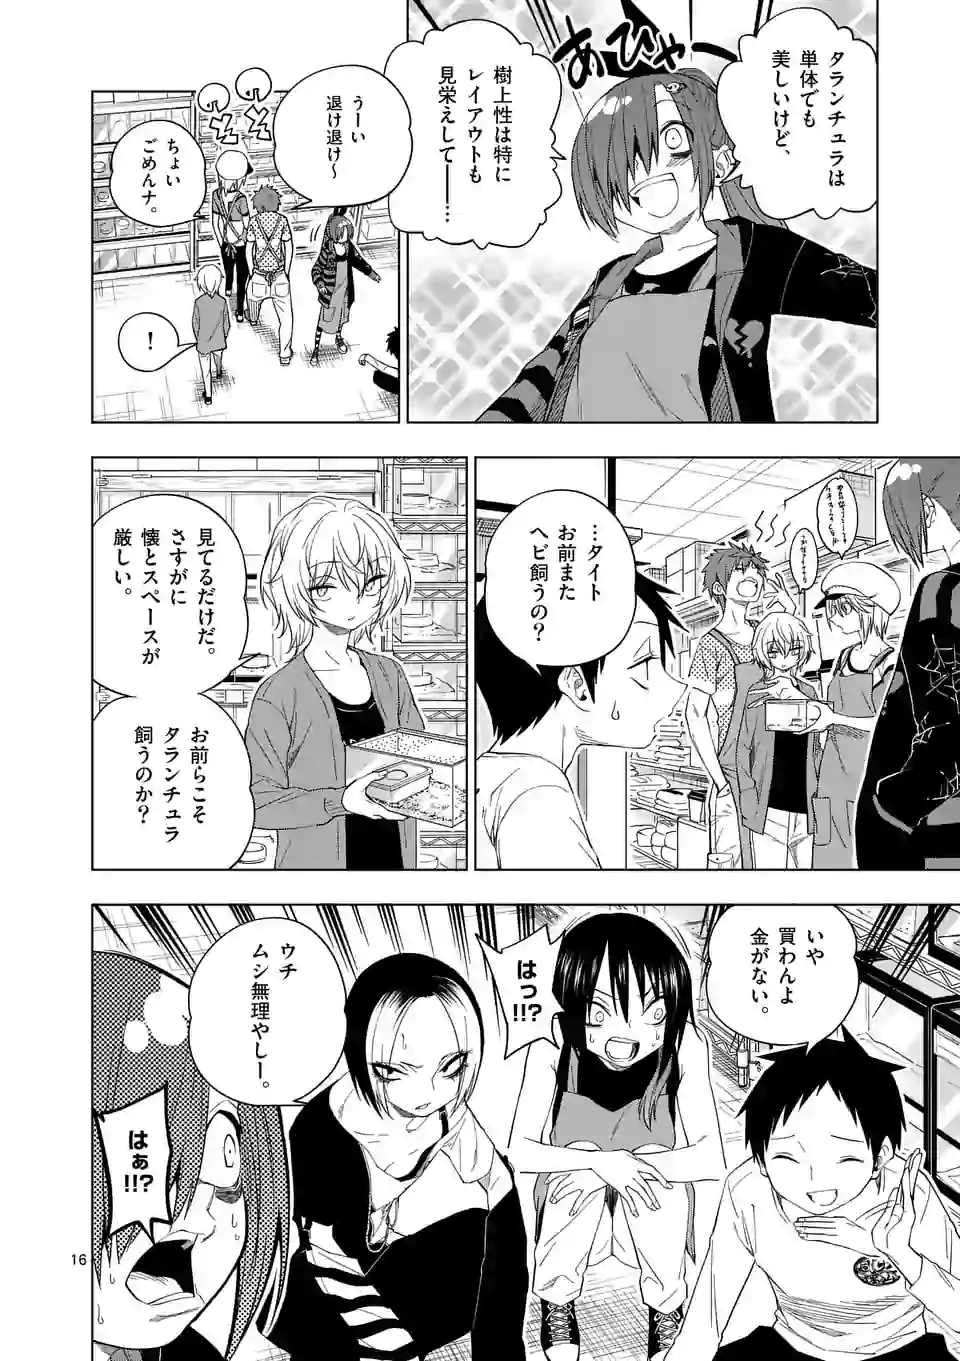 タランチュラは
単体でも
美しいけど、
あひゃー
樹上性は特に
レイアウトも
見栄えして──…
うーい
退け退け～
のそ
のそ
ちょい
ごめんナ。
！
…タイト
お前また
ヘビ飼うの？
見てるだけだ。
さすがに
懐とスペースが
厳しい。
お前らこそ
タランチュラ
飼うのか？
いや
買わんよ
金がない。
はっ!!?
ウチ
ムシ無理やしー。
はぁ!!?
16